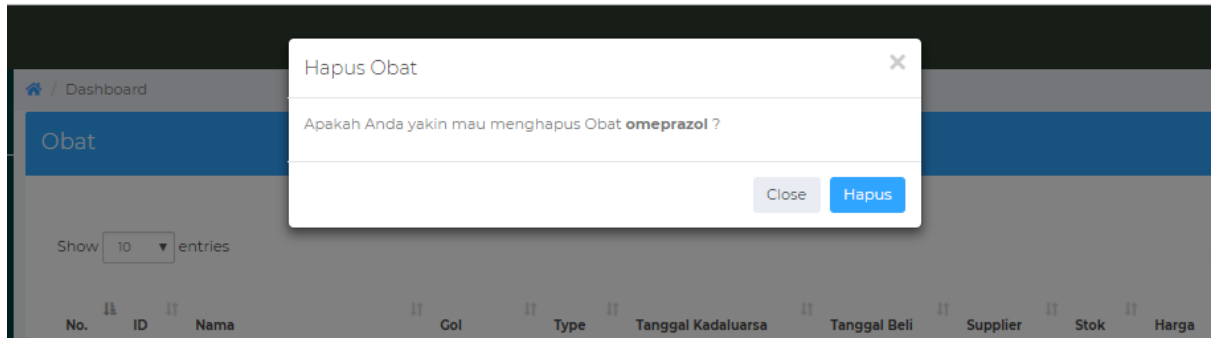 Hapus Obat ×
/ Dashboard
Apakah Anda yakin mau menghapus Obat omeprazol ?
Obat
Close Hapus
Show 10 entries
No. ID Nama Gol Type Tanggal Kadaluarsa Tanggal Beli Supplier Stok Harga